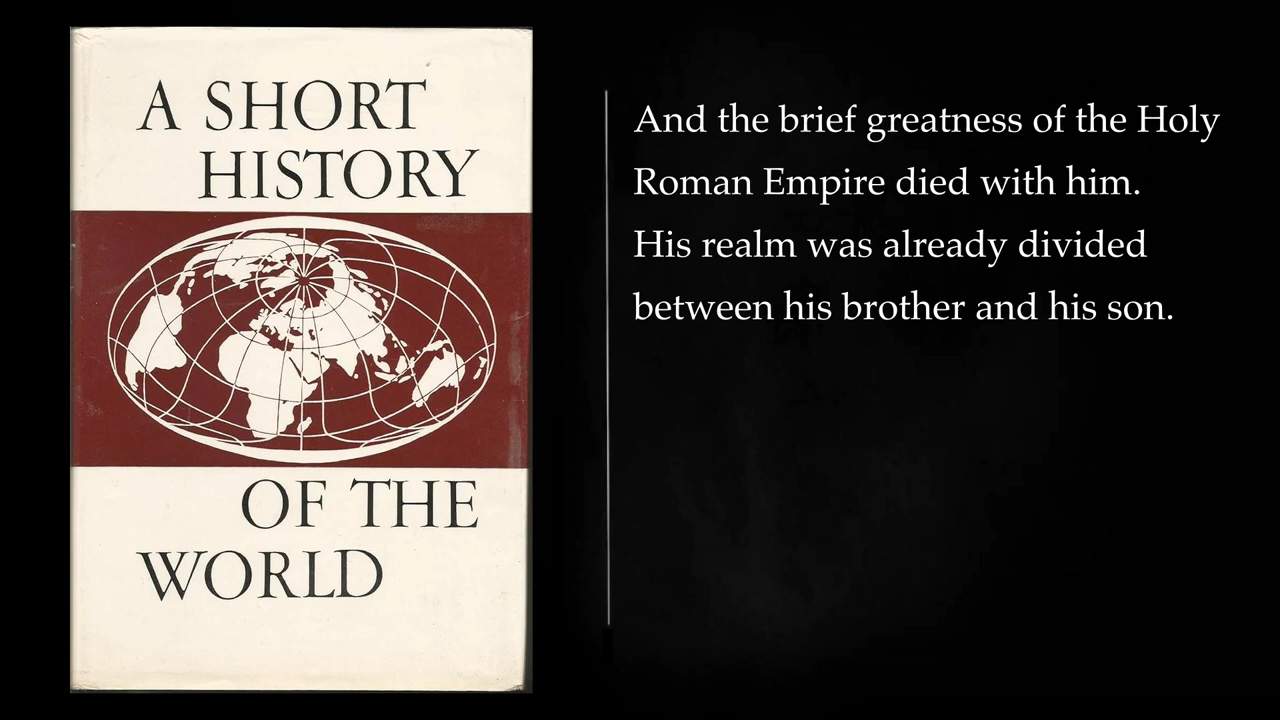 A SHORT
HISTORY
OF THE
WORLD
And the brief greatness of the Holy
Roman Empire died with him.
His realm was already divided
between his brother and his son.